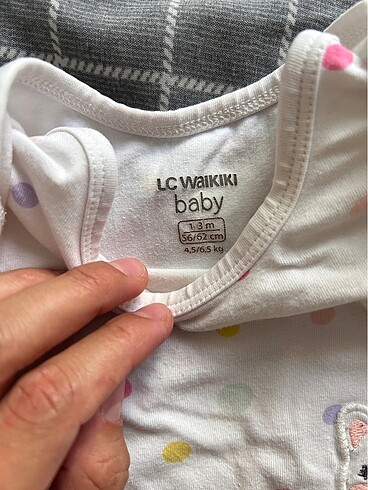 LC WAIKIKI
baby
1. 3 m
56/62 cm
4,5/6,5 kg